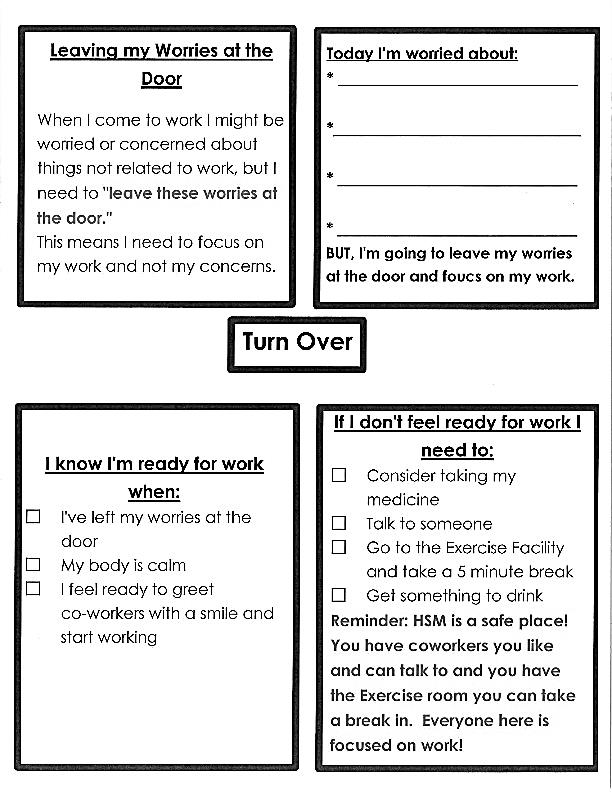 Leaving my Worries at the
Door
When I come to work I might be
worried or concerned about
things not related to work, but I
need to "leave these worries at
the door."
This means I need to focus on
my work and not my concerns.
Today I'm worried about:
*
*
*
*
BUT, I'm going to leave my worries
at the door and foucs on my work.
Turn Over
I know I'm ready for work
when:
☐ I've left my worries at the
door
☐ My body is calm
☐ I feel ready to greet
co-workers with a smile and
start working
If I don't feel ready for work I
need to:
☐ Consider taking my
medicine
☐ Talk to someone
☐ Go to the Exercise Facility
and take a 5 minute break
☐ Get something to drink
Reminder: HSM is a safe place!
You have coworkers you like
and can talk to and you have
the Exercise room you can take
a break in. Everyone here is
focused on work!